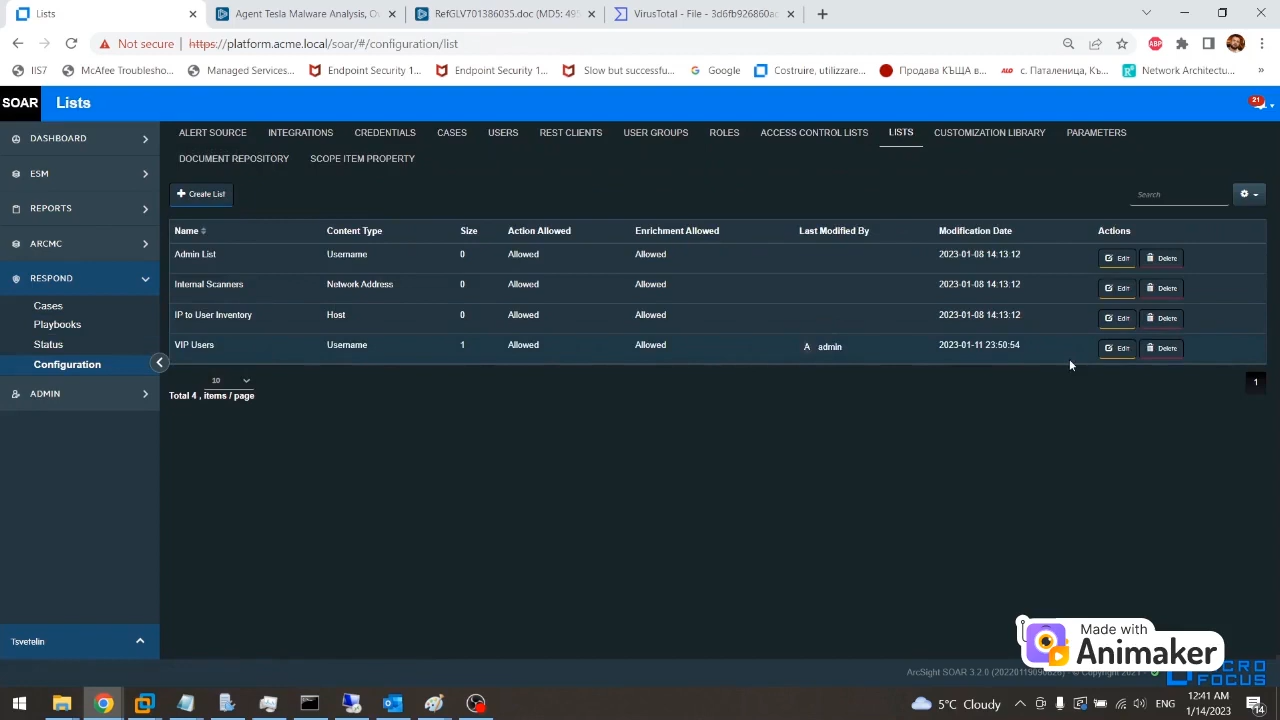 Lists
Agent Tesla Malware Analysis, Ov
RefGLV701386035.doc (MD5: 495
VirusTotal - File - 3d6fb926860ac
Not secure
https://platform.acme.local/soar/#/configuration/list
IIS7
McAfee Troublesho...
Managed Services...
Endpoint Security 1...
Endpoint Security 1...
Slow but successfu...
Google
Costruire, utilizzare...
Продава КЪЩА в...
ALO
с. Паталеница, Къ...
Network Architectu...
»
SOAR
Lists
21
DASHBOARD
ESM
REPORTS
ARCMC
RESPOND
Cases
Playbooks
Status
Configuration
ADMIN
Tsvetelin
ALERT SOURCE INTEGRATIONS CREDENTIALS CASES USERS REST CLIENTS USER GROUPS ROLES ACCESS CONTROL LISTS LISTS CUSTOMIZATION LIBRARY PARAMETERS
DOCUMENT REPOSITORY SCOPE ITEM PROPERTY
Create List
Search
Name Content Type Size Action Allowed Enrichment Allowed Last Modified By Modification Date Actions
Admin List Username 0 Allowed Allowed 2023-01-08 14:13:12 Edit Delete
Internal Scanners Network Address 0 Allowed Allowed 2023-01-08 14:13:12 Edit Delete
IP to User Inventory Host 0 Allowed Allowed 2023-01-08 14:13:12 Edit Delete
VIP Users Username 1 Allowed Allowed A admin 2023-01-11 23:50:54 Edit Delete
10
Total 4 , items / page
1
Made with
Animaker
ArcSight SOAR 3.2.0
CRO
FOCUS
5°C Cloudy
12:41 AM
1/14/2023
14